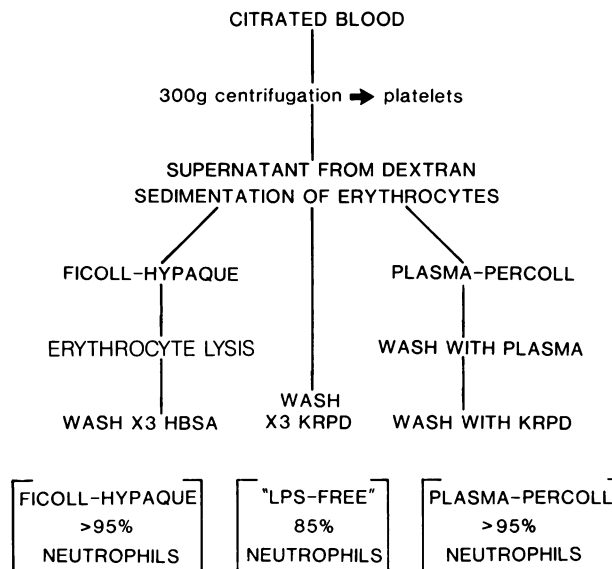 CITRATED BLOOD
300g centrifugation ➡ platelets
SUPERNATANT FROM DEXTRAN
SEDIMENTATION OF ERYTHROCYTES
FICOLL-HYPAQUE
PLASMA-PERCOLL
ERYTHROCYTE LYSIS
WASH WITH PLASMA
WASH X3 HBSA
WASH
X3 KRPD
WASH WITH KRPD
FICOLL-HYPAQUE
>95%
NEUTROPHILS
"LPS-FREE"
85%
NEUTROPHILS
PLASMA-PERCOLL
>95%
NEUTROPHILS